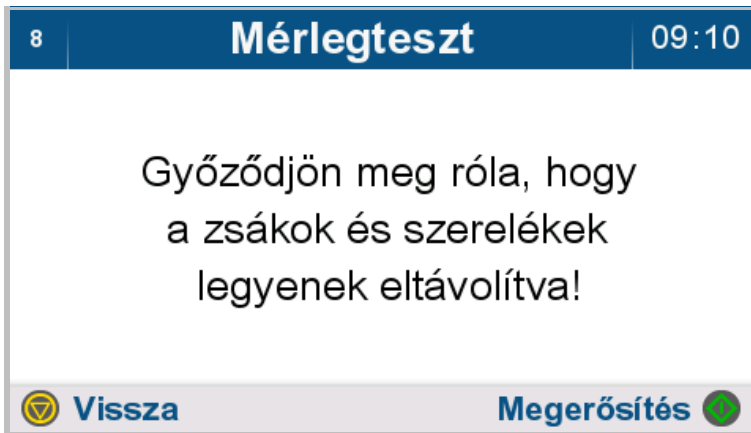 8 Mérlegteszt 09:10
Győződjön meg róla, hogy
a zsákok és szerelékek
legyenek eltávolítva!
Vissza Megerősítés